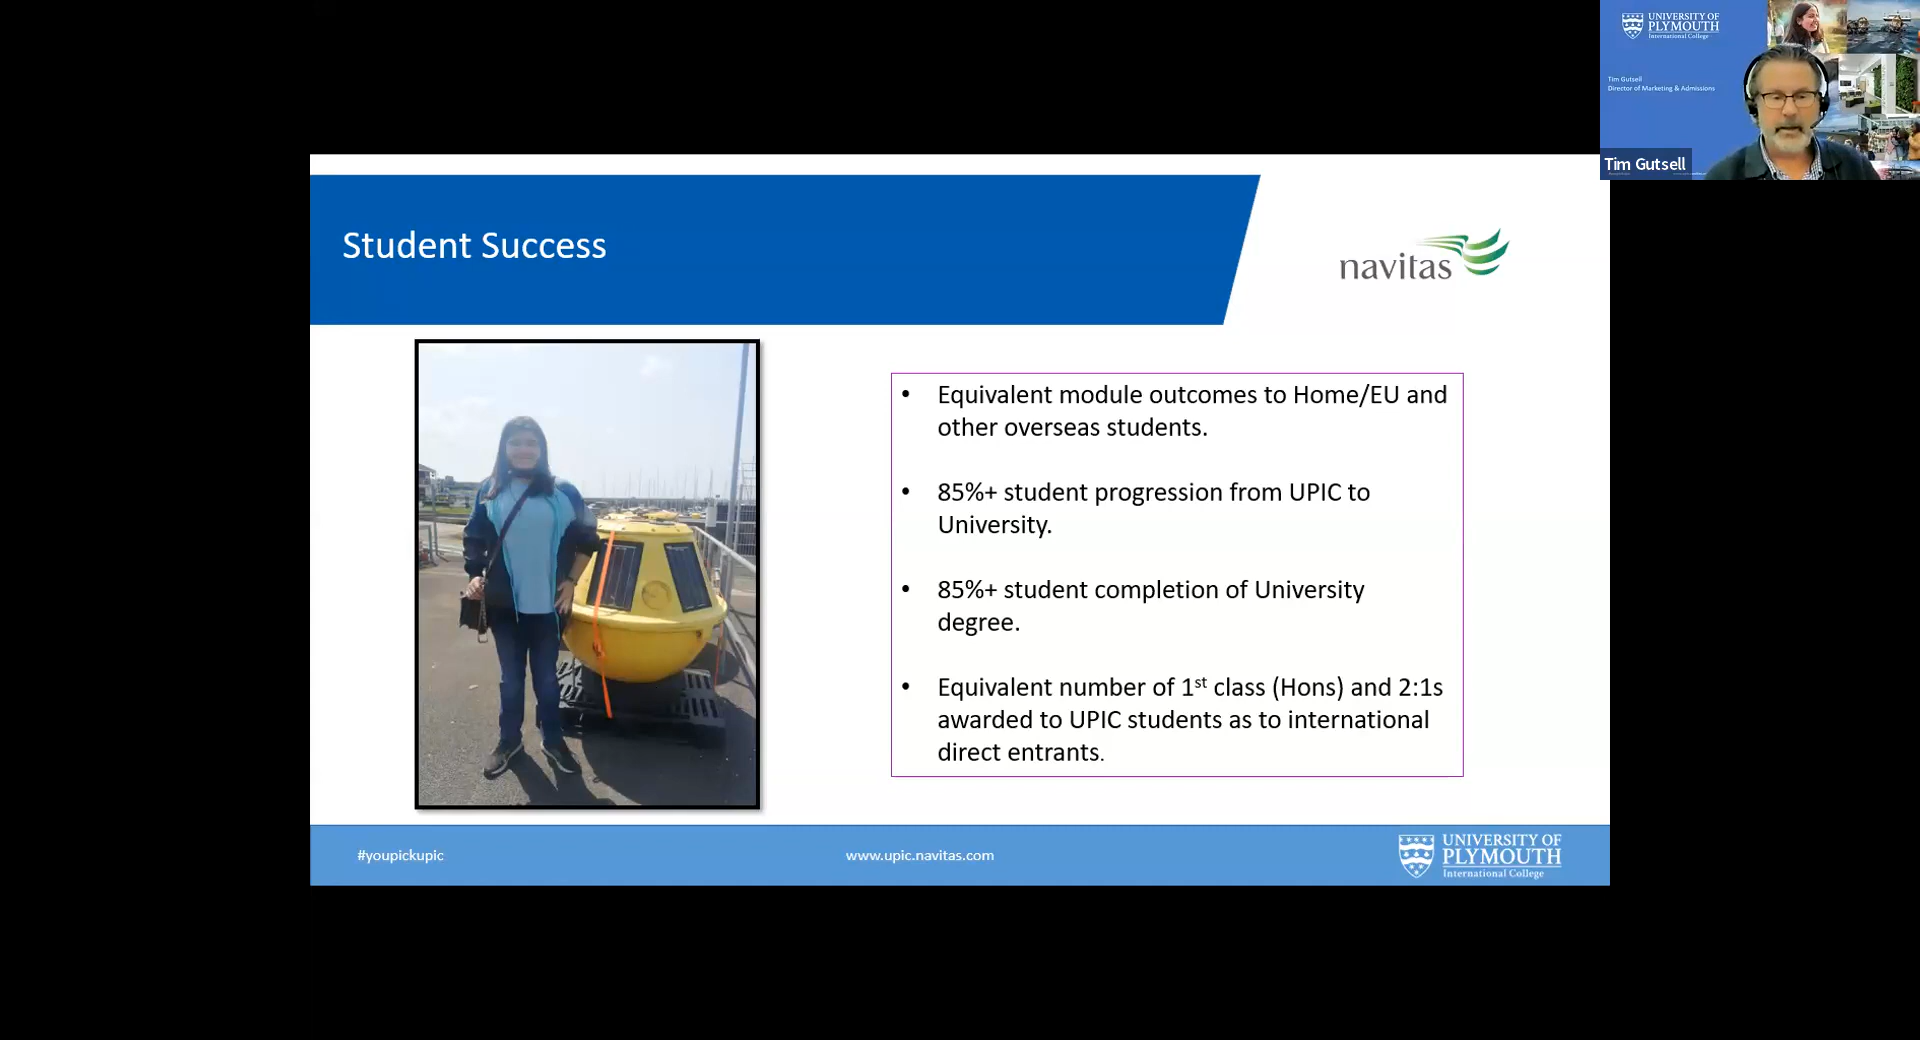 UNIVERSITY OF
PLYMOUTH
International College
Tim Gutsell
Director of Marketing & Admissions
Tim Gutsell
Student Success
navitas
• Equivalent module outcomes to Home/EU and
other overseas students.
• 85%+ student progression from UPIC to
University.
• 85%+ student completion of University
degree.
• Equivalent number of 1st class (Hons) and 2:1s
awarded to UPIC students as to international
direct entrants.
#youpickupic
www.upic.navitas.com
UNIVERSITY OF
PLYMOUTH
International College